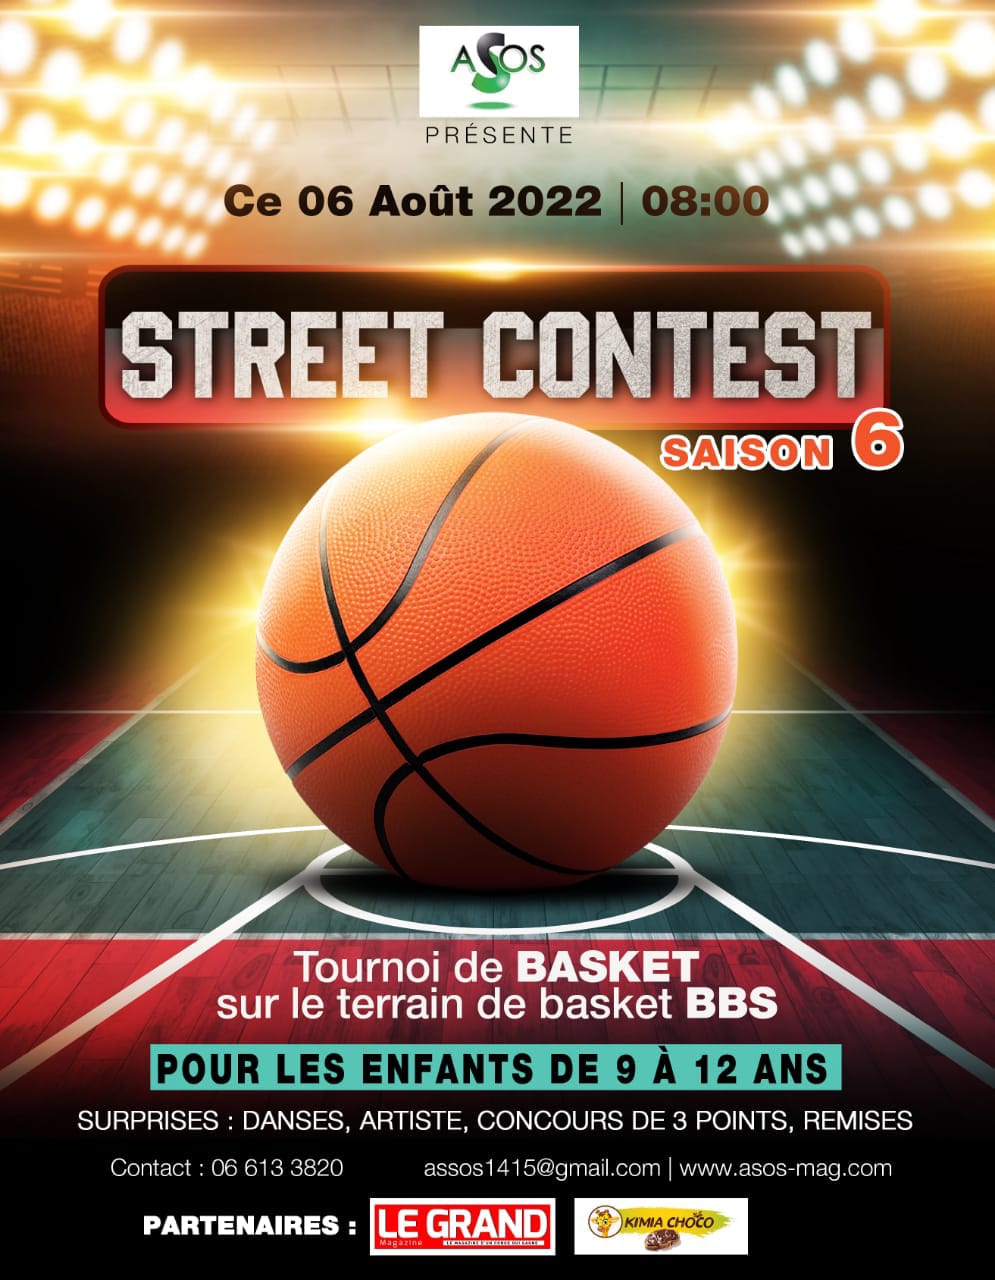 ASOS
PRÉSENTE
Ce 06 Août 2022 | 08:00
STREET CONTEST
SAISON 6
Tournoi de BASKET
sur le terrain de basket BBS
POUR LES ENFANTS DE 9 À 12 ANS
SURPRISES : DANSES, ARTISTE, CONCOURS DE 3 POINTS, REMISES
Contact : 06 613 3820 assos1415@gmail.com | www.asos-mag.com
PARTENAIRES : LE GRAND KIMIA CHOCO
Magazine